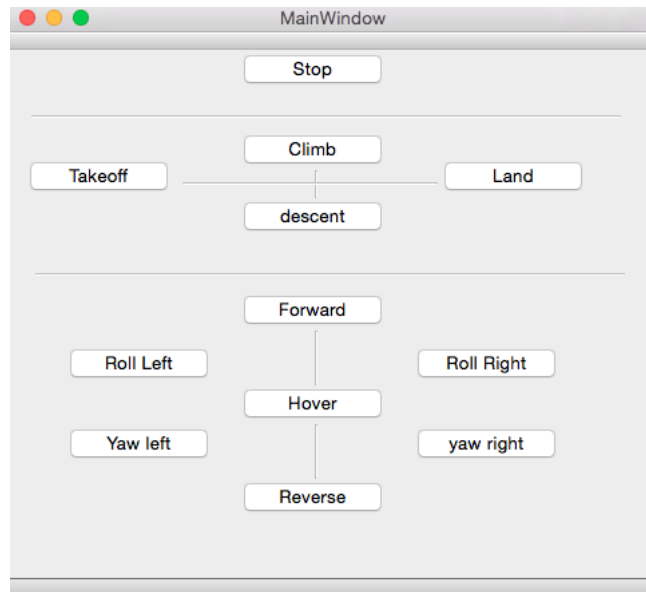 MainWindow
Stop
Climb
Takeoff
Land
descent
Forward
Roll Left
Roll Right
Hover
Yaw left
yaw right
Reverse